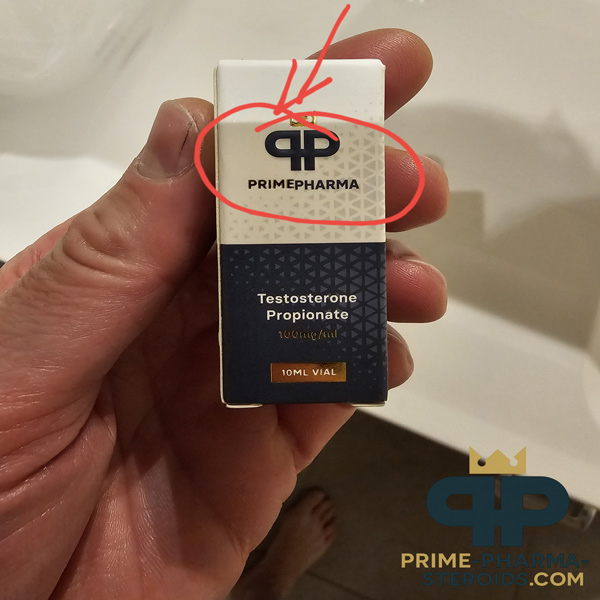 PRIMEPHARMA
Testosterone
Propionate
100mg/ml
10ML VIAL
PRIME-PHARMA-
STEROIDS.COM